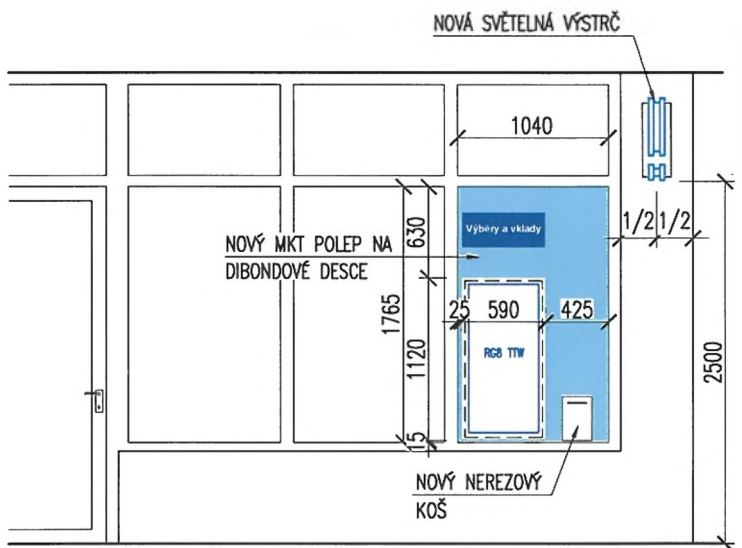 NOVÁ SVĚTELNÁ VÝSTRČ
1040
1/2 1/2
Výběry a vklady
NOVÝ MKT POLEP NA
DIBONDOVÉ DESCE
630
1765
25 590 425
1120
RG8 TTW
2500
15
NOVÝ NEREZOVÝ
KOŠ